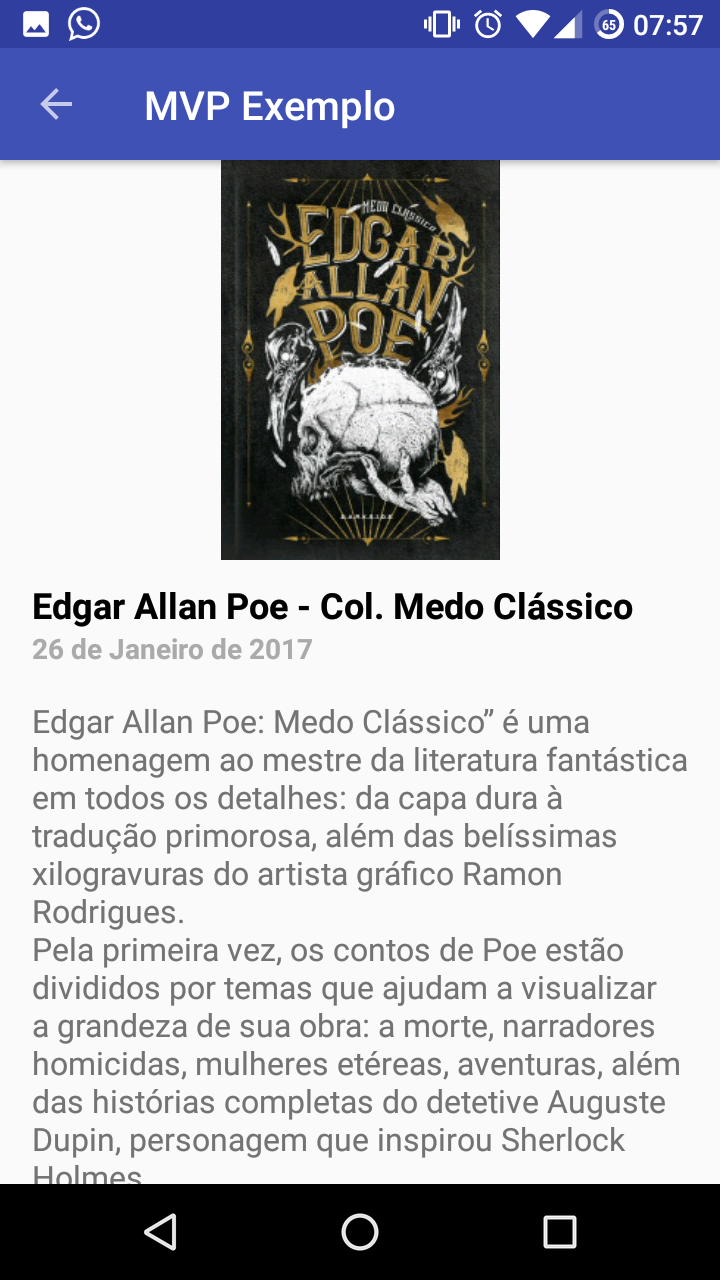 65 07:57
MVP Exemplo
MEDO CLÁSSICO
EDGAR
ALLAN
POE
DARKSIDE
Edgar Allan Poe - Col. Medo Clássico
26 de Janeiro de 2017
Edgar Allan Poe: Medo Clássico” é uma
homenagem ao mestre da literatura fantástica
em todos os detalhes: da capa dura à
tradução primorosa, além das belíssimas
xilogravuras do artista gráfico Ramon
Rodrigues.
Pela primeira vez, os contos de Poe estão
divididos por temas que ajudam a visualizar
a grandeza de sua obra: a morte, narradores
homicidas, mulheres etéreas, aventuras, além
das histórias completas do detetive Auguste
Dupin, personagem que inspirou Sherlock
Holmes